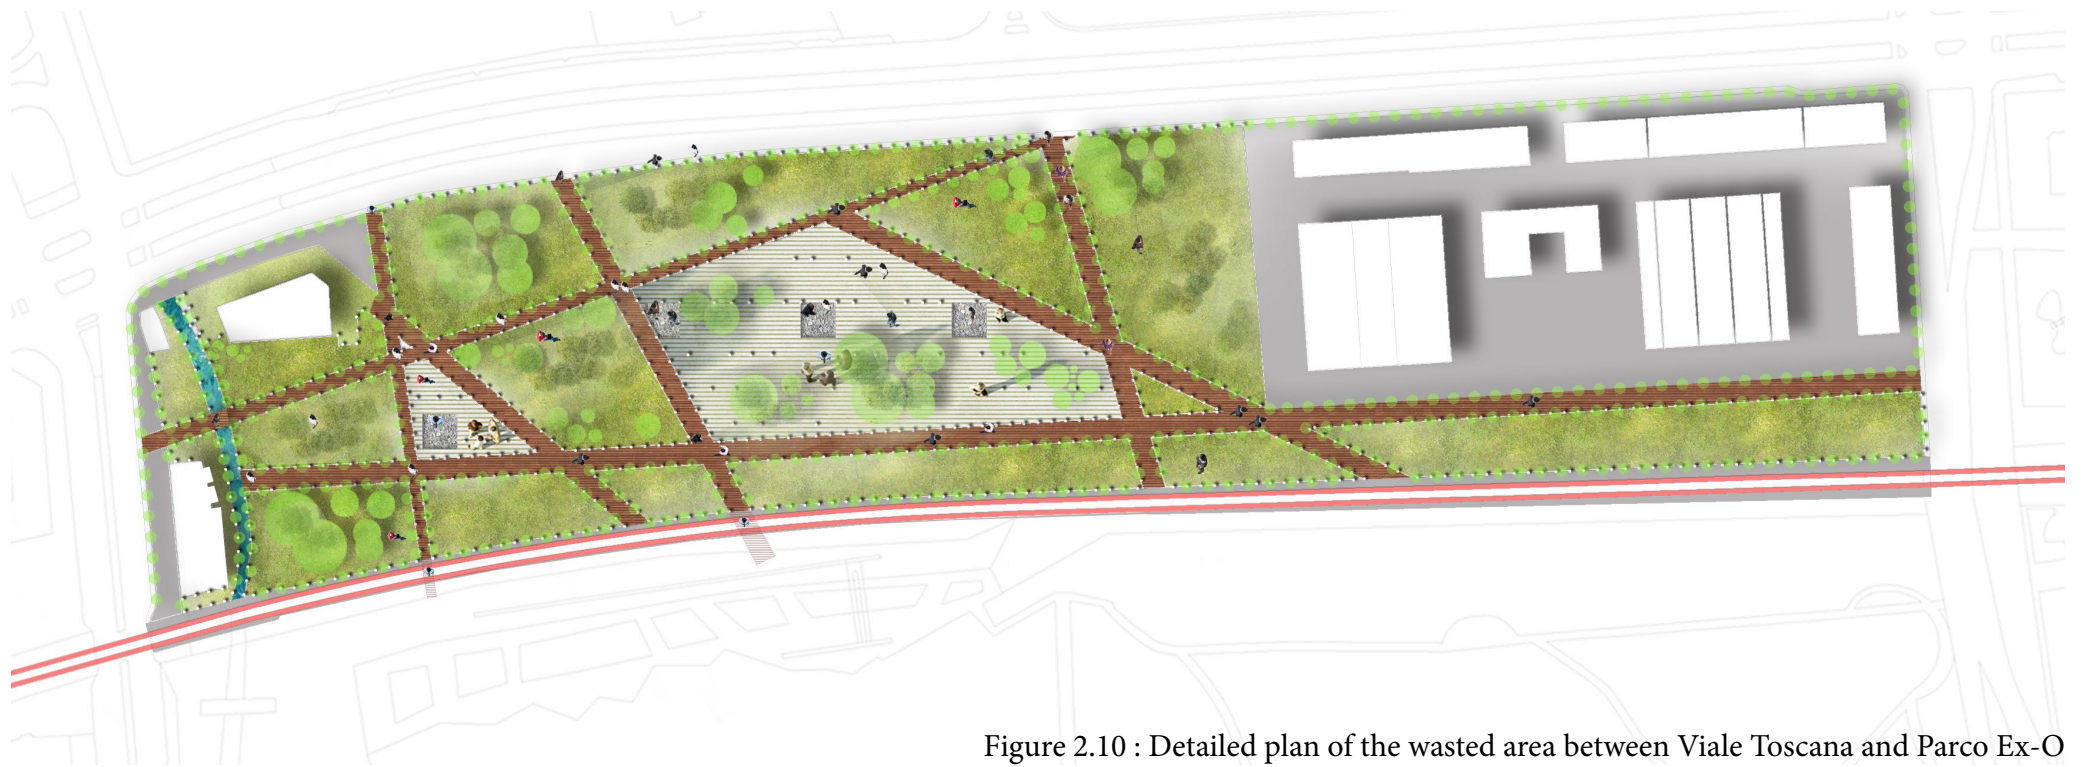 Figure 2.10 : Detailed plan of the wasted area between Viale Toscana and Parco Ex-O